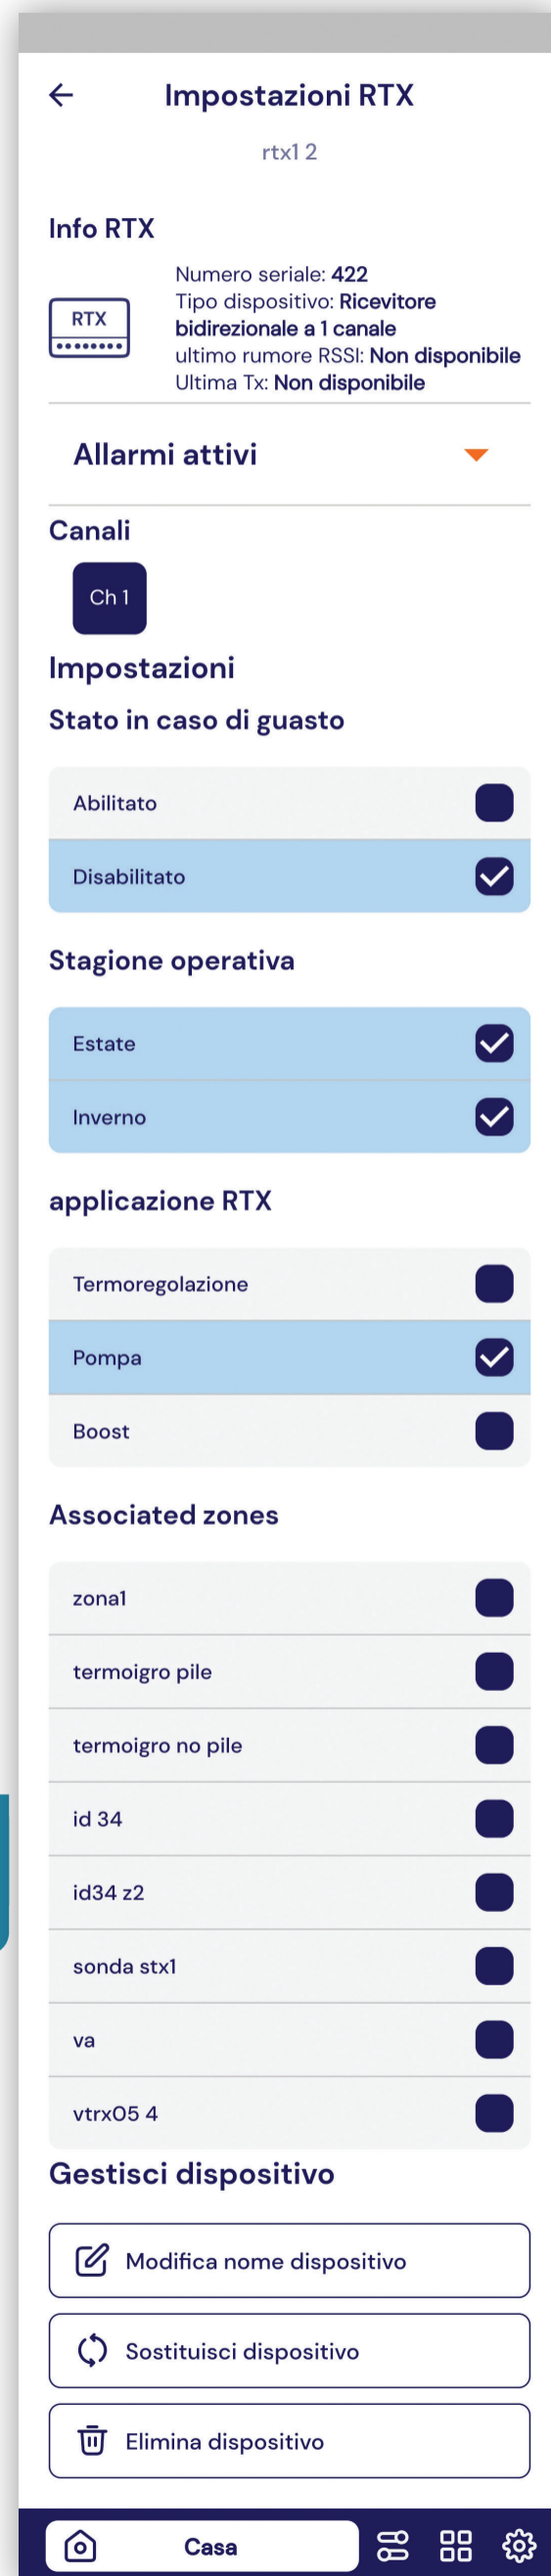 Impostazioni RTX
rtx1 2
Info RTX
RTX
Numero seriale: 422
Tipo dispositivo: Ricevitore
bidirezionale a 1 canale
ultimo rumore RSSI: Non disponibile
Ultima Tx: Non disponibile
Allarmi attivi
Canali
Ch 1
Impostazioni
Stato in caso di guasto
Abilitato
Disabilitato
Stagione operativa
Estate
Inverno
applicazione RTX
Termoregolazione
Pompa
Boost
Associated zones
zona1
termoigro pile
termoigro no pile
id 34
id34 z2
sonda stx1
va
vtrx05 4
Gestisci dispositivo
Modifica nome dispositivo
Sostituisci dispositivo
Elimina dispositivo
Casa